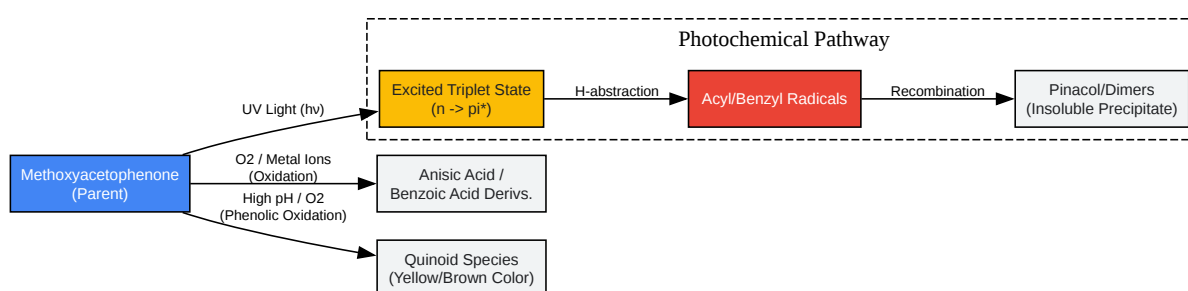 Photochemical Pathway
Excited Triplet State
(n -> pi*)
H-abstraction
Acyl/Benzyl Radicals
Recombination
Pinacol/Dimers
(Insoluble Precipitate)
UV Light (hν)
Methoxyacetophenone
(Parent)
O2 / Metal Ions
(Oxidation)
Anisic Acid /
Benzoic Acid Derivs.
High pH / O2
(Phenolic Oxidation)
Quinoid Species
(Yellow/Brown Color)